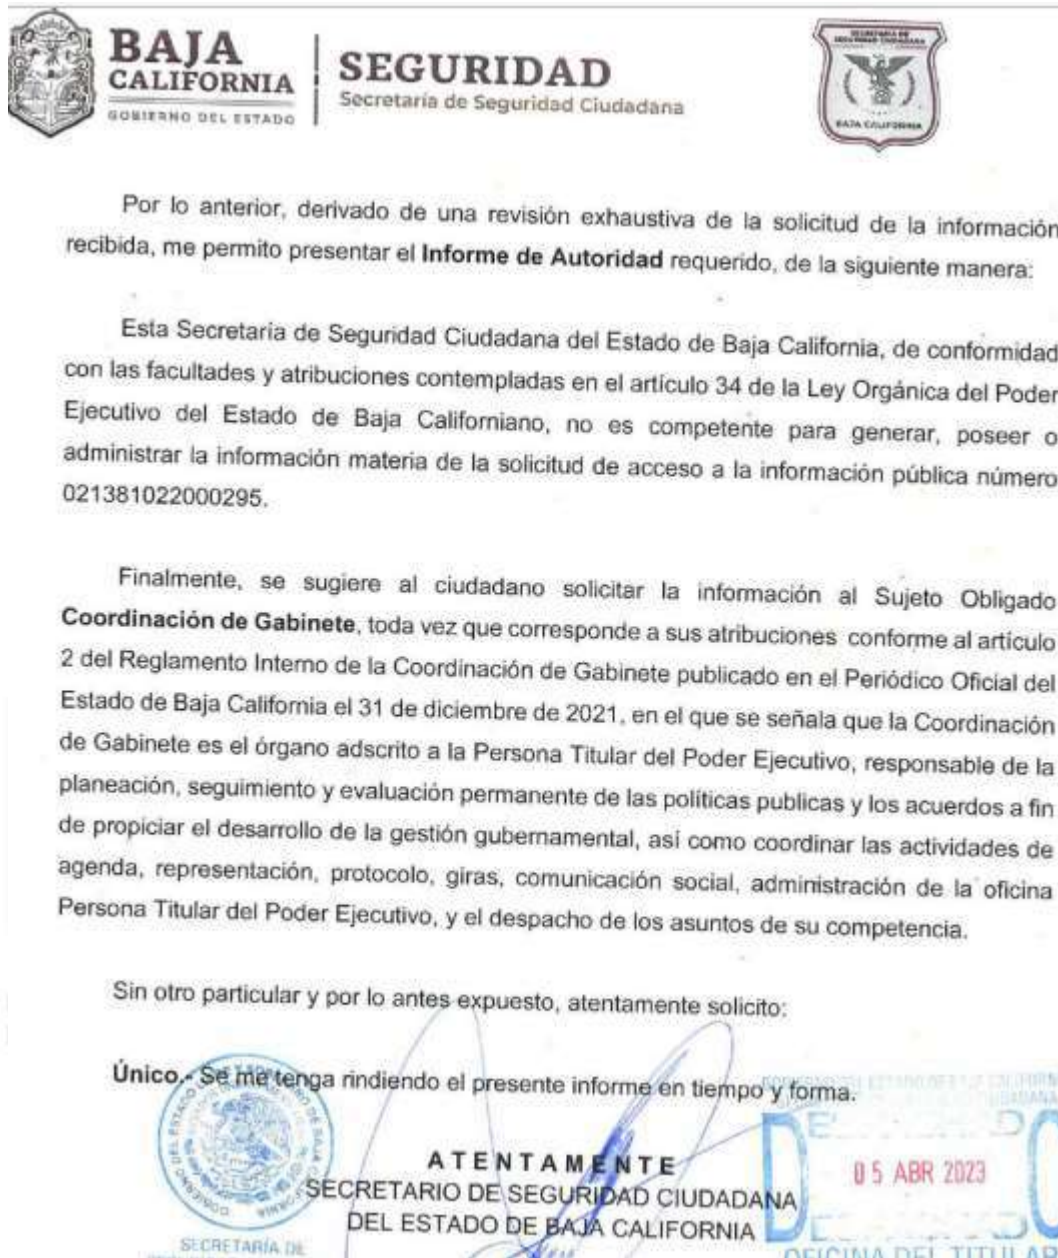 BAJA
CALIFORNIA
GOBIERNO DEL ESTADO
SEGURIDAD
Secretaría de Seguridad Ciudadana
SECRETARÍA DE
SEGURIDAD CIUDADANA
BAJA CALIFORNIA
Por lo anterior, derivado de una revisión exhaustiva de la solicitud de la información
recibida, me permito presentar el Informe de Autoridad requerido, de la siguiente manera:
Esta Secretaría de Seguridad Ciudadana del Estado de Baja California, de conformidad
con las facultades y atribuciones contempladas en el artículo 34 de la Ley Orgánica del Poder
Ejecutivo del Estado de Baja Californiano, no es competente para generar, poseer o
administrar la información materia de la solicitud de acceso a la información pública número
021381022000295.
Finalmente, se sugiere al ciudadano solicitar la información al Sujeto Obligado
Coordinación de Gabinete, toda vez que corresponde a sus atribuciones conforme al artículo
2 del Reglamento Interno de la Coordinación de Gabinete publicado en el Periódico Oficial del
Estado de Baja California el 31 de diciembre de 2021, en el que se señala que la Coordinación
de Gabinete es el órgano adscrito a la Persona Titular del Poder Ejecutivo, responsable de la
planeación, seguimiento y evaluación permanente de las políticas publicas y los acuerdos a fin
de propiciar el desarrollo de la gestión gubernamental, así como coordinar las actividades de
agenda, representación, protocolo, giras, comunicación social, administración de la oficina
Persona Titular del Poder Ejecutivo, y el despacho de los asuntos de su competencia.
Sin otro particular y por lo antes expuesto, atentamente solicito:
Único.- Se me tenga rindiendo el presente informe en tiempo y forma.
A T E N T A M E N T E
SECRETARIO DE SEGURIDAD CIUDADANA
DEL ESTADO DE BAJA CALIFORNIA
05 ABR 2023
SECRETARÍA DE
OFICINA DEL TITULAR